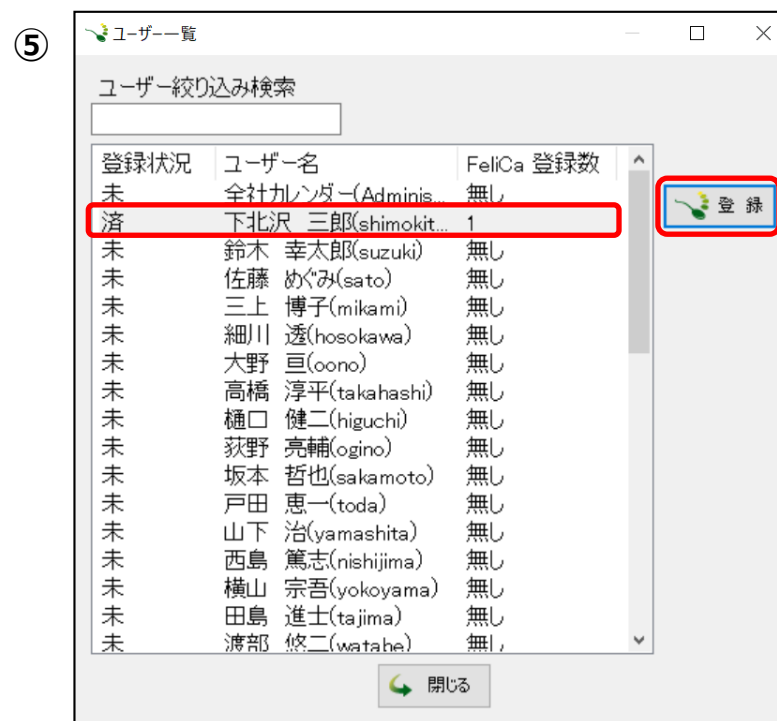 ⑤
ユーザー一覧
ユーザー絞り込み検索
登録状況 ユーザー名 FeliCa 登録数
未 全社カレンダー(Adminis... 無し
済 下北沢 三郎(shimokit... 1
未 鈴木 幸太郎(suzuki) 無し
未 佐藤 めぐみ(sato) 無し
未 三上 博子(mikami) 無し
未 細川 透(hosokawa) 無し
未 大野 亘(oono) 無し
未 高橋 淳平(takahashi) 無し
未 樋口 健二(higuchi) 無し
未 荻野 亮輔(ogino) 無し
未 坂本 哲也(sakamoto) 無し
未 戸田 恵一(toda) 無し
未 山下 治(yamashita) 無し
未 西島 篤志(nishijima) 無し
未 横山 宗吾(yokoyama) 無し
未 田島 進士(tajima) 無し
未 渡部 悠二(watabe) 無し
登 録
閉じる